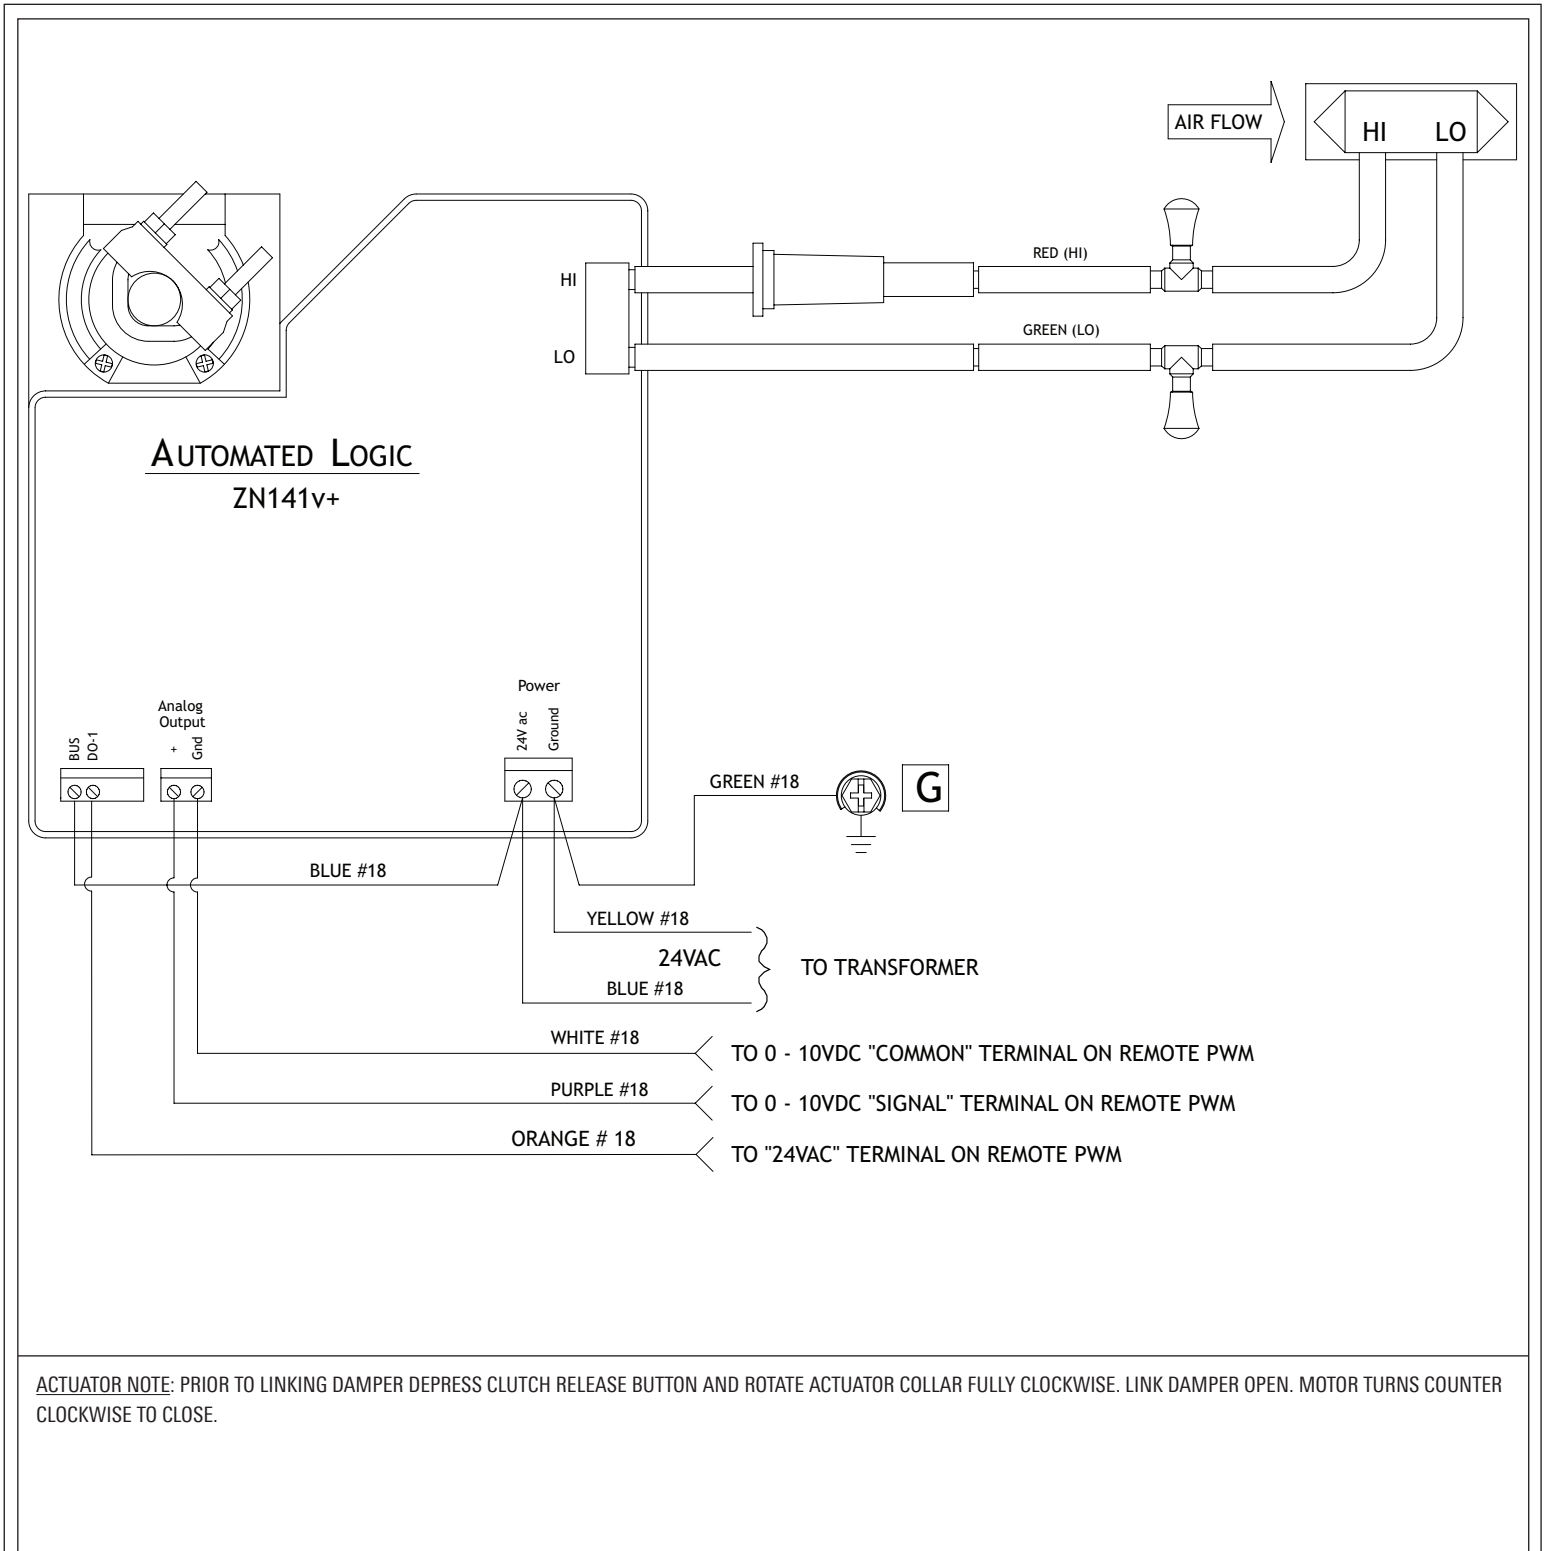 AIR FLOW
HI LO
RED (HI)
HI
GREEN (LO)
LO
AUTOMATED LOGIC
ZN141v+
Power
24V ac
Ground
Analog
Output
+
Gnd
BUS
DO-1
GREEN #18
G
BLUE #18
YELLOW #18
24VAC
TO TRANSFORMER
BLUE #18
WHITE #18
TO 0 - 10VDC "COMMON" TERMINAL ON REMOTE PWM
PURPLE #18
TO 0 - 10VDC "SIGNAL" TERMINAL ON REMOTE PWM
ORANGE # 18
TO "24VAC" TERMINAL ON REMOTE PWM
ACTUATOR NOTE: PRIOR TO LINKING DAMPER DEPRESS CLUTCH RELEASE BUTTON AND ROTATE ACTUATOR COLLAR FULLY CLOCKWISE. LINK DAMPER OPEN. MOTOR TURNS COUNTER
CLOCKWISE TO CLOSE.